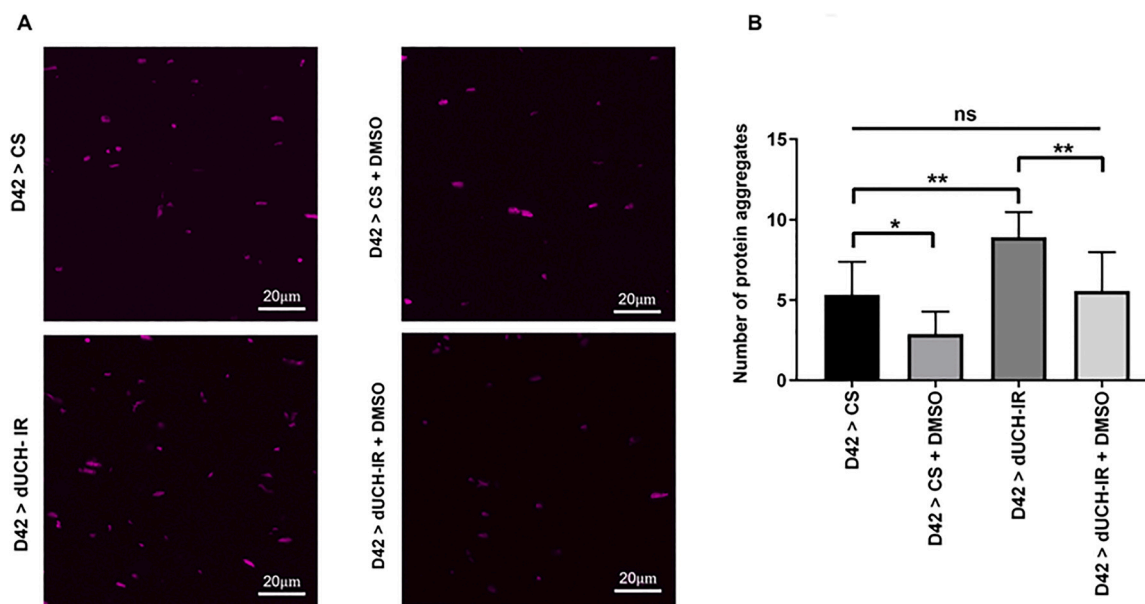 A
D42 > CS
20μm
D42 > CS + DMSO
20μm
D42 > dUCH- IR
20μm
D42 > dUCH-IR + DMSO
20μm
B
Number of protein aggregates
15
10
5
0
ns
**
**
*
D42 > CS
D42 > CS + DMSO
D42 > dUCH-IR
D42 > dUCH-IR + DMSO